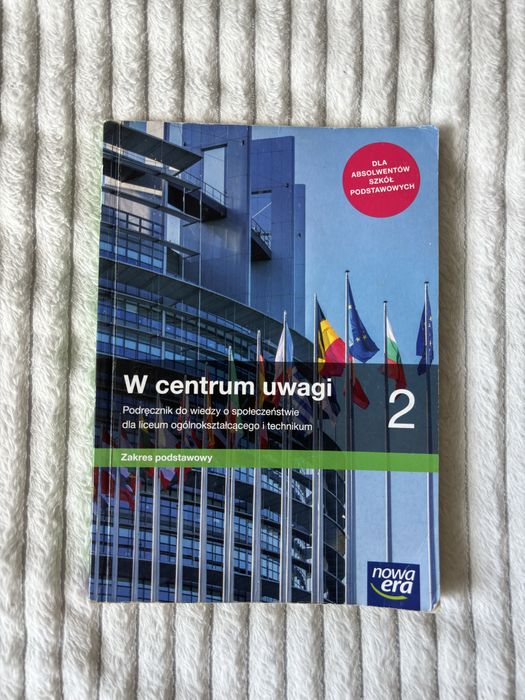 DLA
ABSOLWENTÓW
SZKÓŁ
PODSTAWOWYCH
W centrum uwagi
2
Podręcznik do wiedzy o społeczeństwie
dla liceum ogólnokształcącego i technikum
Zakres podstawowy
nowa
era